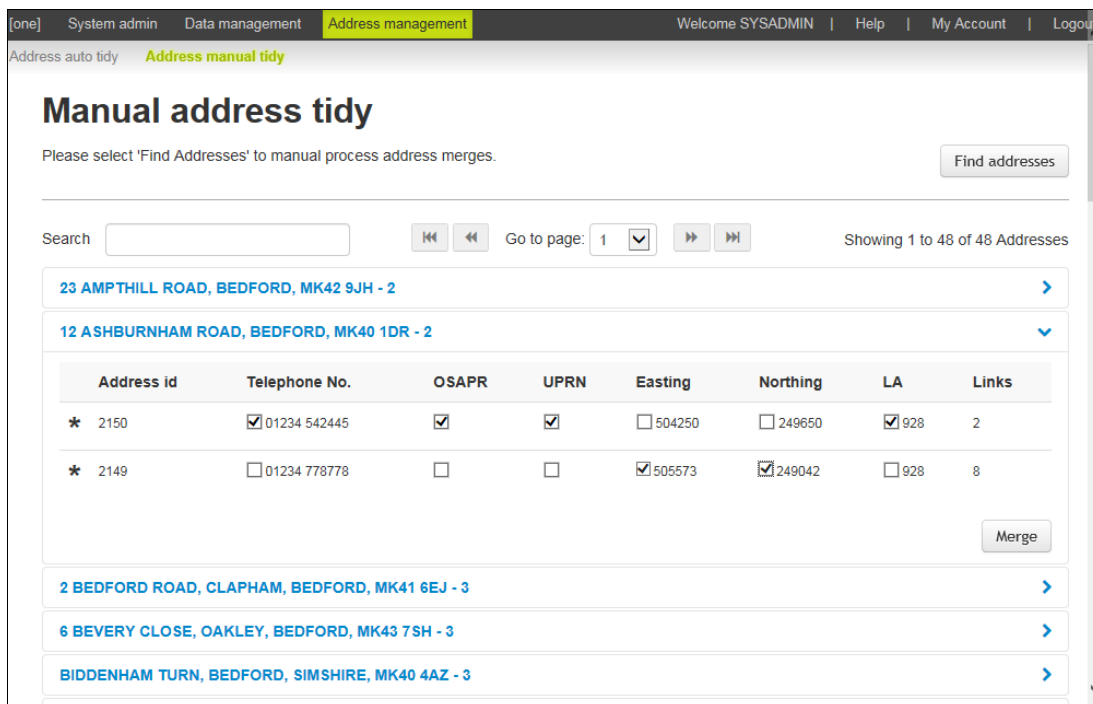 [one] System admin Data management Address management Welcome SYSADMIN | Help | My Account |
Address auto tidy Address manual tidy
Manual address tidy
Please select 'Find Addresses' to manual process address merges.
Find addresses
Search Go to page: 1 Showing 1 to 48 of 48 Addresses
23 AMPTHILL ROAD, BEDFORD, MK42 9JH - 2
12 ASHBURNHAM ROAD, BEDFORD, MK40 1DR - 2
Address id Telephone No. OSAPR UPRN Easting Northing LA Links
* 2150 01234 542445 504250 249650 928 2
* 2149 01234 778778 505573 249042 928 8
Merge
2 BEDFORD ROAD, CLAPHAM, BEDFORD, MK41 6EJ - 3
6 BEVERY CLOSE, OAKLEY, BEDFORD, MK43 7SH - 3
BIDDENHAM TURN, BEDFORD, SIMSHIRE, MK40 4AZ - 3